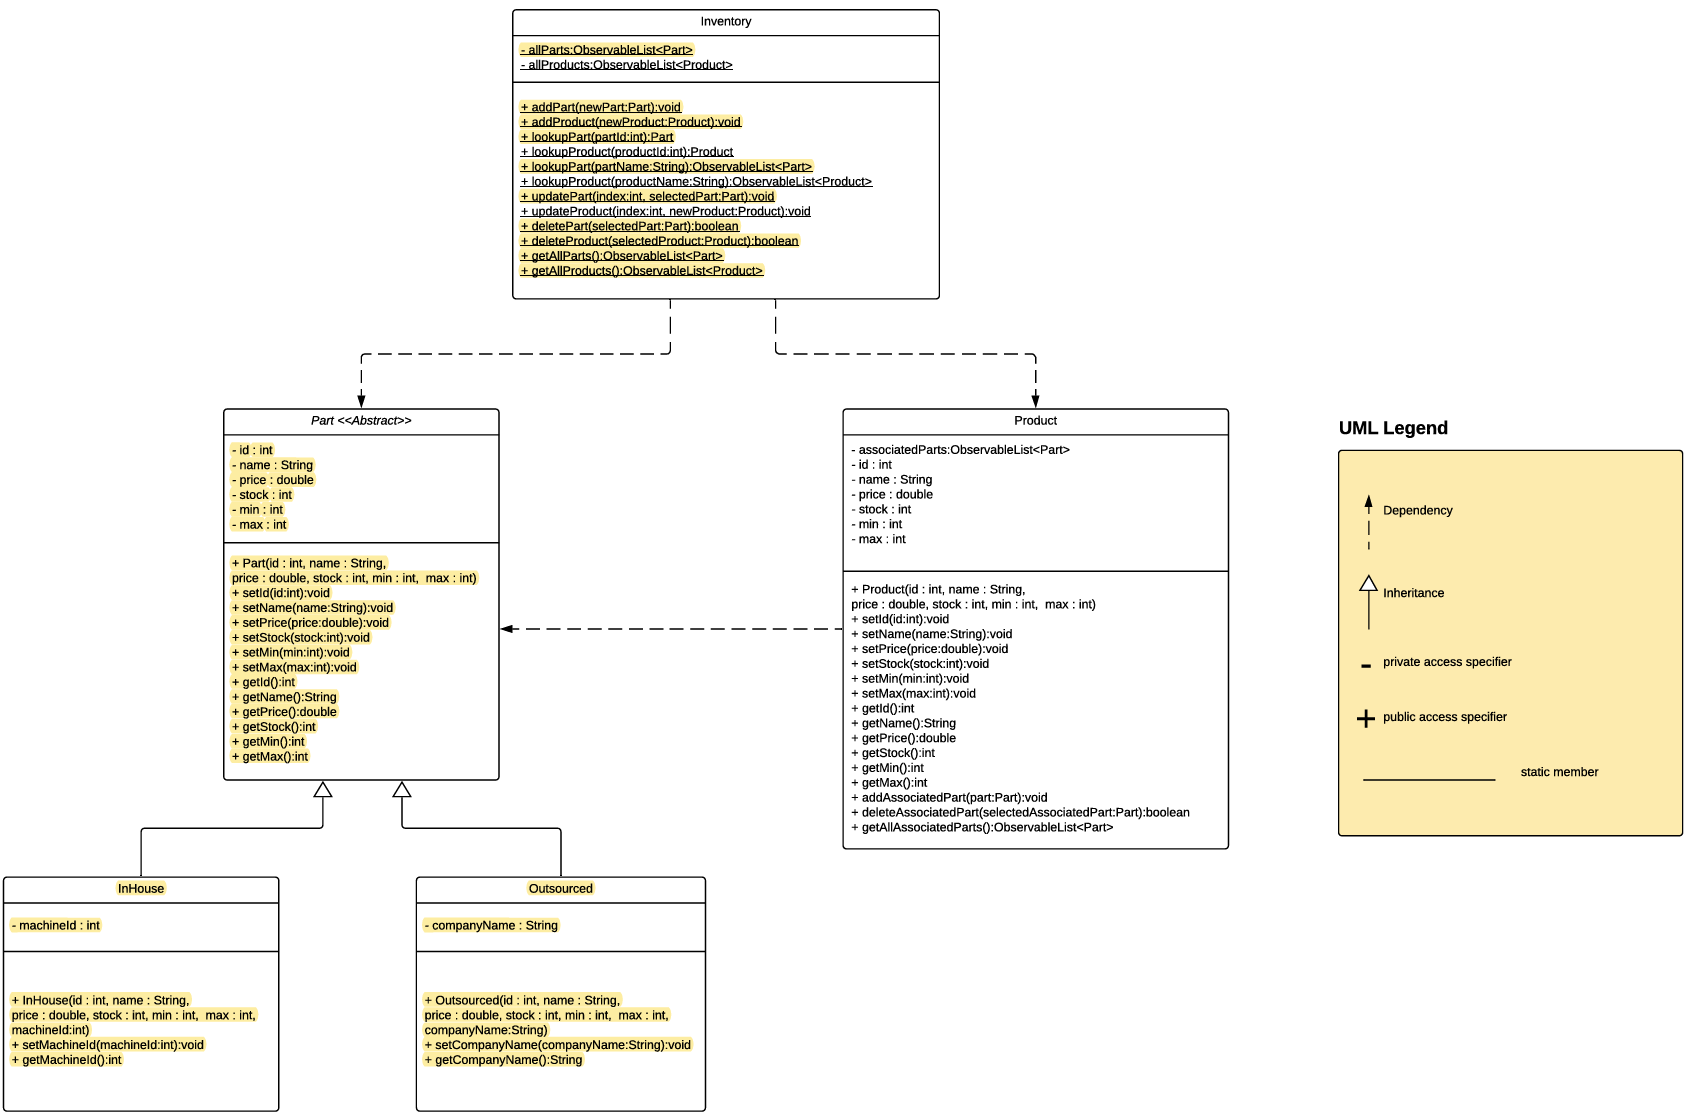 Inventory
- allParts:ObservableList<Part>
- allProducts:ObservableList<Product>
+ addPart(newPart:Part):void
+ addProduct(newProduct:Product):void
+ lookupPart(partId:int):Part
+ lookupProduct(productId:int):Product
+ lookupPart(partName:String):ObservableList<Part>
+ lookupProduct(productName:String):ObservableList<Product>
+ updatePart(index:int, selectedPart:Part):void
+ updateProduct(index:int, newProduct:Product):void
+ deletePart(selectedPart:Part):boolean
+ deleteProduct(selectedProduct:Product):boolean
+ getAllParts():ObservableList<Part>
+ getAllProducts():ObservableList<Product>
Part <<Abstract>>
- id : int
- name : String
- price : double
- stock : int
- min : int
- max : int
+ Part(id : int, name : String,
price : double, stock : int, min : int,  max : int)
+ setId(id:int):void
+ setName(name:String):void
+ setPrice(price:double):void
+ setStock(stock:int):void
+ setMin(min:int):void
+ setMax(max:int):void
+ getId():int
+ getName():String
+ getPrice():double
+ getStock():int
+ getMin():int
+ getMax():int
Product
- associatedParts:ObservableList<Part>
- id : int
- name : String
- price : double
- stock : int
- min : int
- max : int
+ Product(id : int, name : String,
price : double, stock : int, min : int,  max : int)
+ setId(id:int):void
+ setName(name:String):void
+ setPrice(price:double):void
+ setStock(stock:int):void
+ setMin(min:int):void
+ setMax(max:int):void
+ getId():int
+ getName():String
+ getPrice():double
+ getStock():int
+ getMin():int
+ getMax():int
+ addAssociatedPart(part:Part):void
+ deleteAssociatedPart(selectedAssociatedPart:Part):boolean
+ getAllAssociatedParts():ObservableList<Part>
UML Legend
Dependency
Inheritance
- private access specifier
+ public access specifier
static member
InHouse
- machineId : int
+ InHouse(id : int, name : String,
price : double, stock : int, min : int,  max : int,
machineId:int)
+ setMachineId(machineId:int):void
+ getMachineId():int
Outsourced
- companyName : String
+ Outsourced(id : int, name : String,
price : double, stock : int, min : int,  max : int,
companyName:String)
+ setCompanyName(companyName:String):void
+ getCompanyName():String